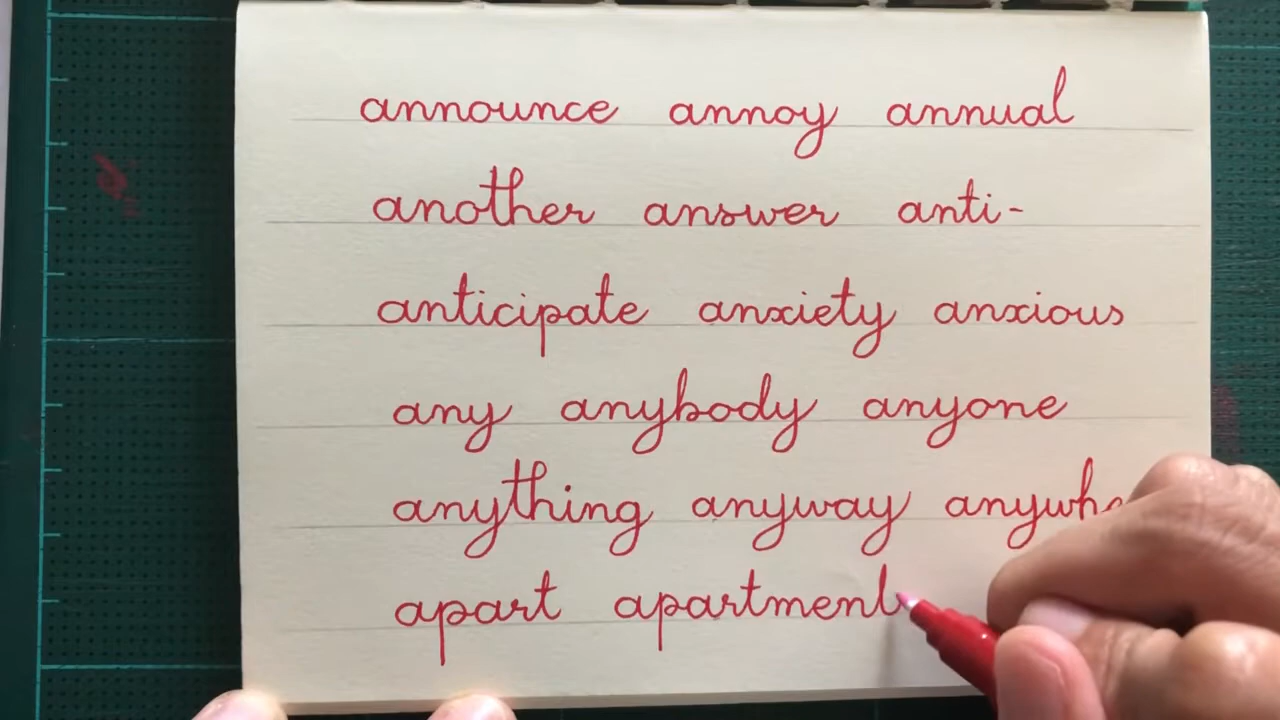 announce annoy annual
another answer anti-
anticipate anxiety anxious
any anybody anyone
anything anyway
apart apartment